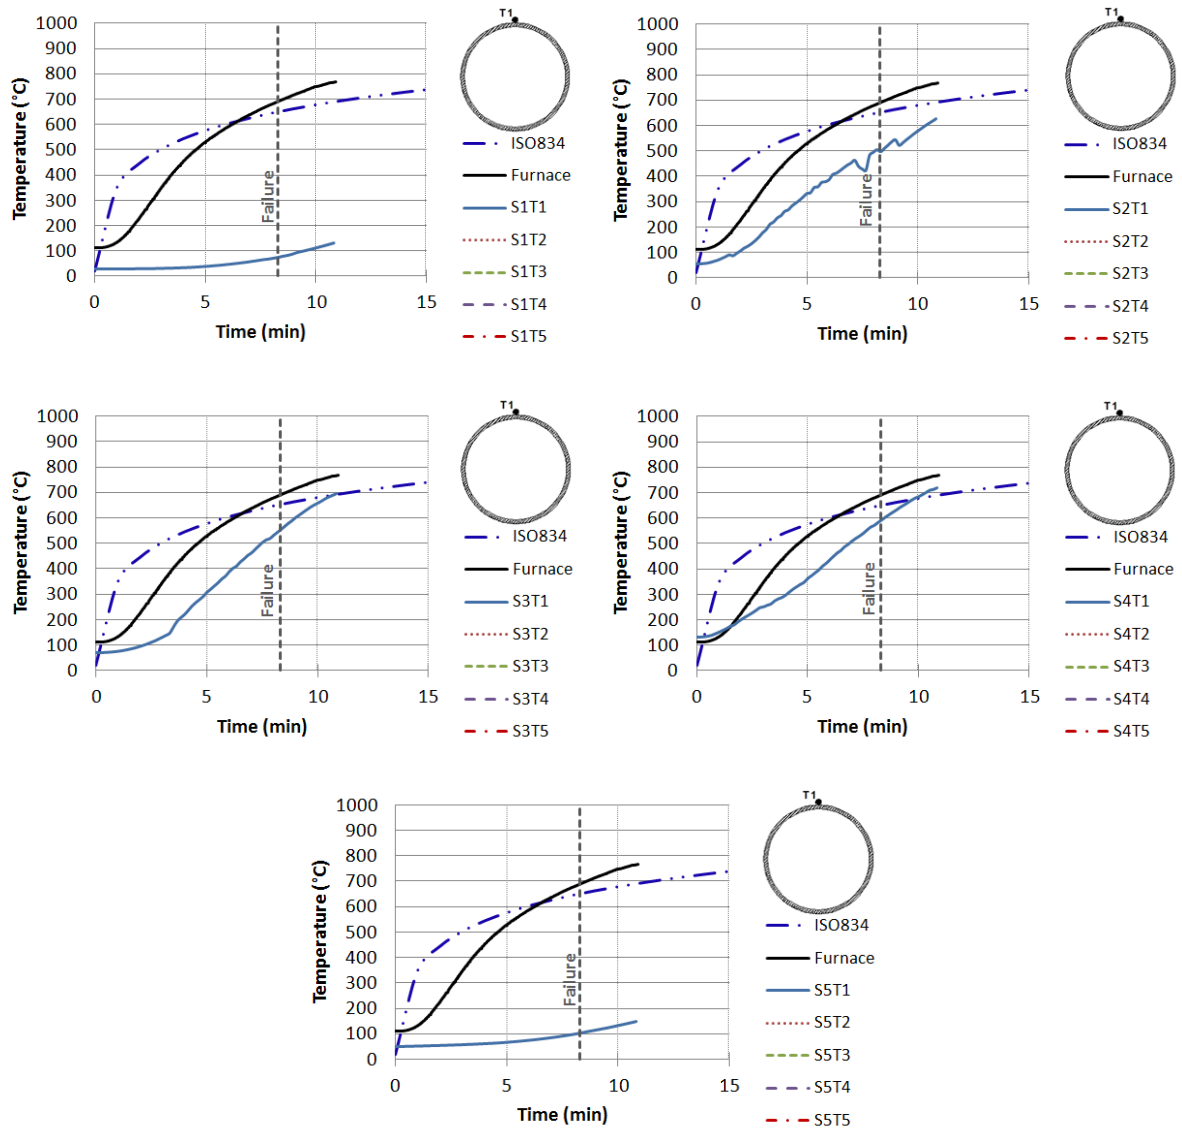 T1
1000
900
800
700
600
500
400
300
200
100
0
Temperature (°C)
Failure
0 5 10 15
Time (min)
ISO834
Furnace
S1T1
S1T2
S1T3
S1T4
S1T5
T1
1000
900
800
700
600
500
400
300
200
100
0
Temperature (°C)
Failure
0 5 10 15
Time (min)
ISO834
Furnace
S2T1
S2T2
S2T3
S2T4
S2T5
T1
1000
900
800
700
600
500
400
300
200
100
0
Temperature (°C)
Failure
0 5 10 15
Time (min)
ISO834
Furnace
S3T1
S3T2
S3T3
S3T4
S3T5
T1
1000
900
800
700
600
500
400
300
200
100
0
Temperature (°C)
Failure
0 5 10 15
Time (min)
ISO834
Furnace
S4T1
S4T2
S4T3
S4T4
S4T5
T1
1000
900
800
700
600
500
400
300
200
100
0
Temperature (°C)
Failure
0 5 10 15
Time (min)
ISO834
Furnace
S5T1
S5T2
S5T3
S5T4
S5T5